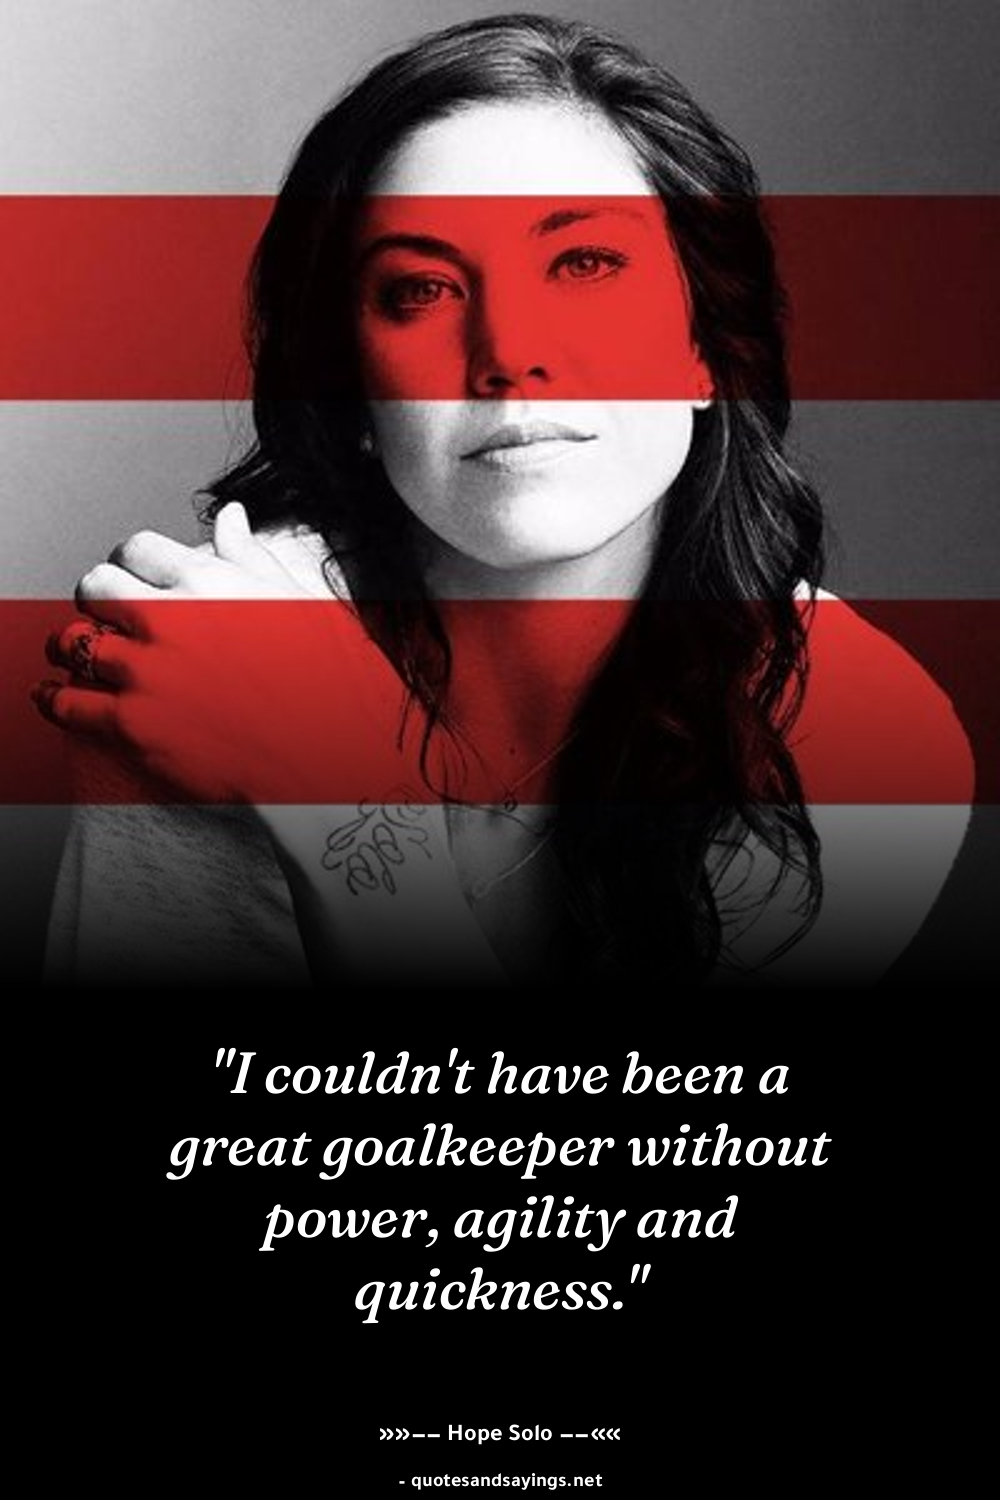 "I couldn't have been a
great goalkeeper without
power, agility and
quickness."
»»−− Hope Solo −−««
- quotesandsayings.net